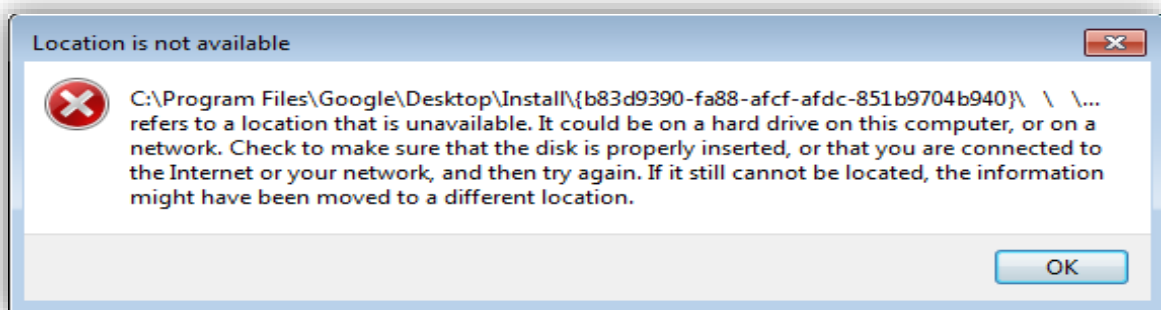 Location is not available
C:\Program Files\Google\Desktop\Install\{b83d9390-fa88-afcf-afdc-851b9704b940}\ \ \...
refers to a location that is unavailable. It could be on a hard drive on this computer, or on a
network. Check to make sure that the disk is properly inserted, or that you are connected to
the Internet or your network, and then try again. If it still cannot be located, the information
might have been moved to a different location.
OK